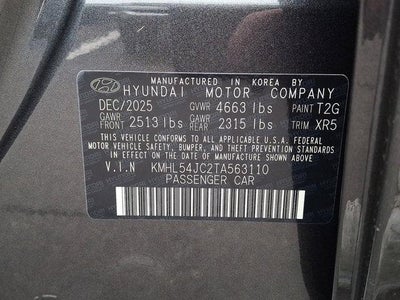 MANUFACTURED IN KOREA BY
HYUNDAI MOTOR COMPANY
DEC/2025 GVWR 4663 lbs PAINT T2G
GAWR FRONT 2513 lbs GAWR REAR 2315 lbs TRIM XR5
THIS VEHICLE CONFORMS TO ALL APPLICABLE U.S.A. FEDERAL
MOTOR VEHICLE SAFETY, BUMPER, AND THEFT PREVENTION
STANDARDS IN EFFECT ON THE DATE OF MANUFACTURE SHOWN ABOVE.
V.I.N KMHL54JC2TA563110
PASSENGER CAR